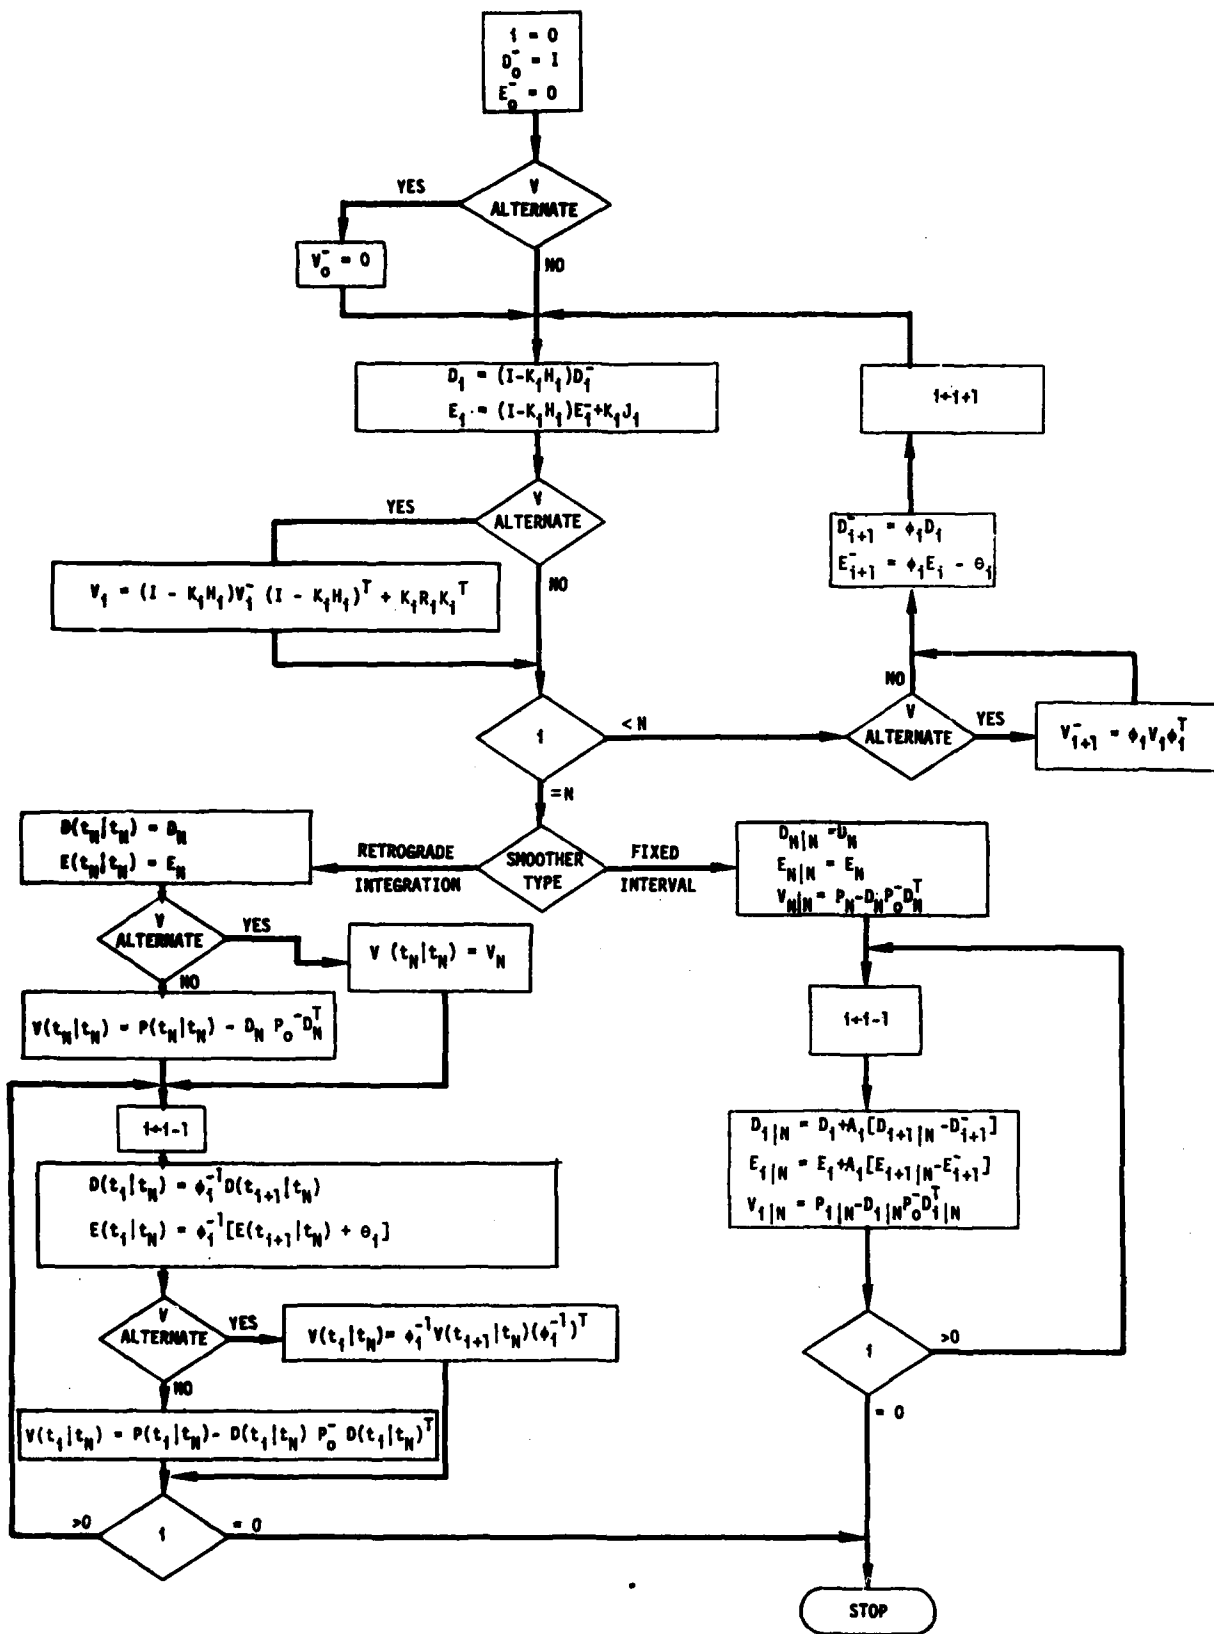 i = 0
D₀⁻ = I
E₀⁻ = 0
V
ALTERNATE
YES
NO
V₀⁻ = 0
Dᵢ = (I-KᵢHᵢ)Dᵢ⁻
Eᵢ = (I-KᵢHᵢ)Eᵢ⁻+KᵢJᵢ
i←i+1
V
ALTERNATE
YES
NO
Vᵢ = (I - KᵢHᵢ)Vᵢ⁻ (I - KᵢHᵢ)ᵀ + KᵢRᵢKᵢᵀ
D⁻ᵢ₊₁ = φᵢDᵢ
E⁻ᵢ₊₁ = φᵢEᵢ - θᵢ
i
< N
= N
NO
V
ALTERNATE
YES
V⁻ᵢ₊₁ = φᵢVᵢφᵢᵀ
D(t_N|t_N) = D_N
E(t_N|t_N) = E_N
RETROGRADE
INTEGRATION
SMOOTHER
TYPE
FIXED
INTERVAL
D_N|N = D_N
E_N|N = E_N
V_N|N = P_N-D_N P₀⁻D_Nᵀ
V
ALTERNATE
YES
NO
V (t_N|t_N) = V_N
V(t_N|t_N) = P(t_N|t_N) - D_N P₀⁻D_Nᵀ
i←i-1
i←i-1
D(tᵢ|t_N) = φᵢ⁻¹D(tᵢ₊₁|t_N)
E(tᵢ|t_N) = φᵢ⁻¹[E(tᵢ₊₁|t_N) + θᵢ]
Dᵢ|N = Dᵢ+Aᵢ[Dᵢ₊₁|N-D⁻ᵢ₊₁]
Eᵢ|N = Eᵢ+Aᵢ[Eᵢ₊₁|N-E⁻ᵢ₊₁]
Vᵢ|N = Pᵢ|N-Dᵢ|N P₀⁻Dᵀᵢ|N
V
ALTERNATE
YES
NO
V(tᵢ|t_N)= φᵢ⁻¹V(tᵢ₊₁|t_N)(φᵢ⁻¹)ᵀ
i
>0
= 0
V(tᵢ|t_N) = P(tᵢ|t_N)- D(tᵢ|t_N) P₀⁻ D(tᵢ|t_N)ᵀ
>0
i
= 0
STOP